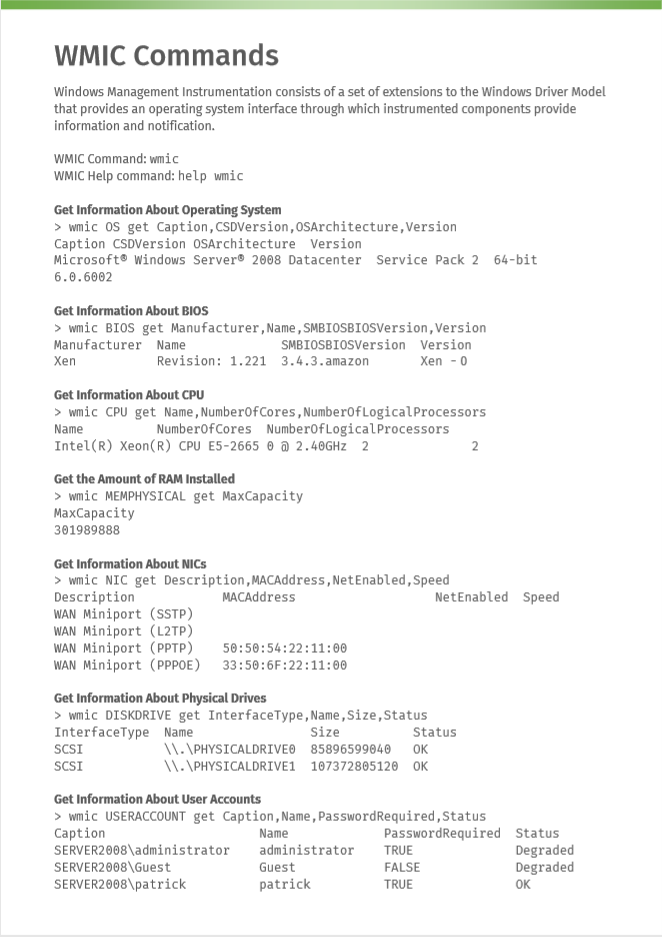 WMIC Commands
Windows Management Instrumentation consists of a set of extensions to the Windows Driver Model
that provides an operating system interface through which instrumented components provide
information and notification.
WMIC Command: wmic
WMIC Help command: help wmic
Get Information About Operating System
> wmic OS get Caption,CSDVersion,OSArchitecture,Version
Caption CSDVersion OSArchitecture  Version
Microsoft® Windows Server® 2008 Datacenter  Service Pack 2  64-bit
6.0.6002
Get Information About BIOS
> wmic BIOS get Manufacturer,Name,SMBIOSBIOSVersion,Version
Manufacturer  Name             SMBIOSBIOSVersion  Version
Xen           Revision: 1.221  3.4.3.amazon       Xen - 0
Get Information About CPU
> wmic CPU get Name,NumberOfCores,NumberOfLogicalProcessors
Name          NumberOfCores  NumberOfLogicalProcessors
Intel(R) Xeon(R) CPU E5-2665 0 @ 2.40GHz  2              2
Get the Amount of RAM Installed
> wmic MEMPHYSICAL get MaxCapacity
MaxCapacity
301989888
Get Information About NICs
> wmic NIC get Description,MACAddress,NetEnabled,Speed
Description            MACAddress                   NetEnabled  Speed
WAN Miniport (SSTP)
WAN Miniport (L2TP)
WAN Miniport (PPTP)    50:50:54:22:11:00
WAN Miniport (PPPOE)   33:50:6F:22:11:00
Get Information About Physical Drives
> wmic DISKDRIVE get InterfaceType,Name,Size,Status
InterfaceType  Name                Size          Status
SCSI           \\.\PHYSICALDRIVE0  85896599040   OK
SCSI           \\.\PHYSICALDRIVE1  107372805120  OK
Get Information About User Accounts
> wmic USERACCOUNT get Caption,Name,PasswordRequired,Status
Caption                     Name             PasswordRequired  Status
SERVER2008\administrator    administrator    TRUE              Degraded
SERVER2008\Guest            Guest            FALSE             Degraded
SERVER2008\patrick          patrick          TRUE              OK